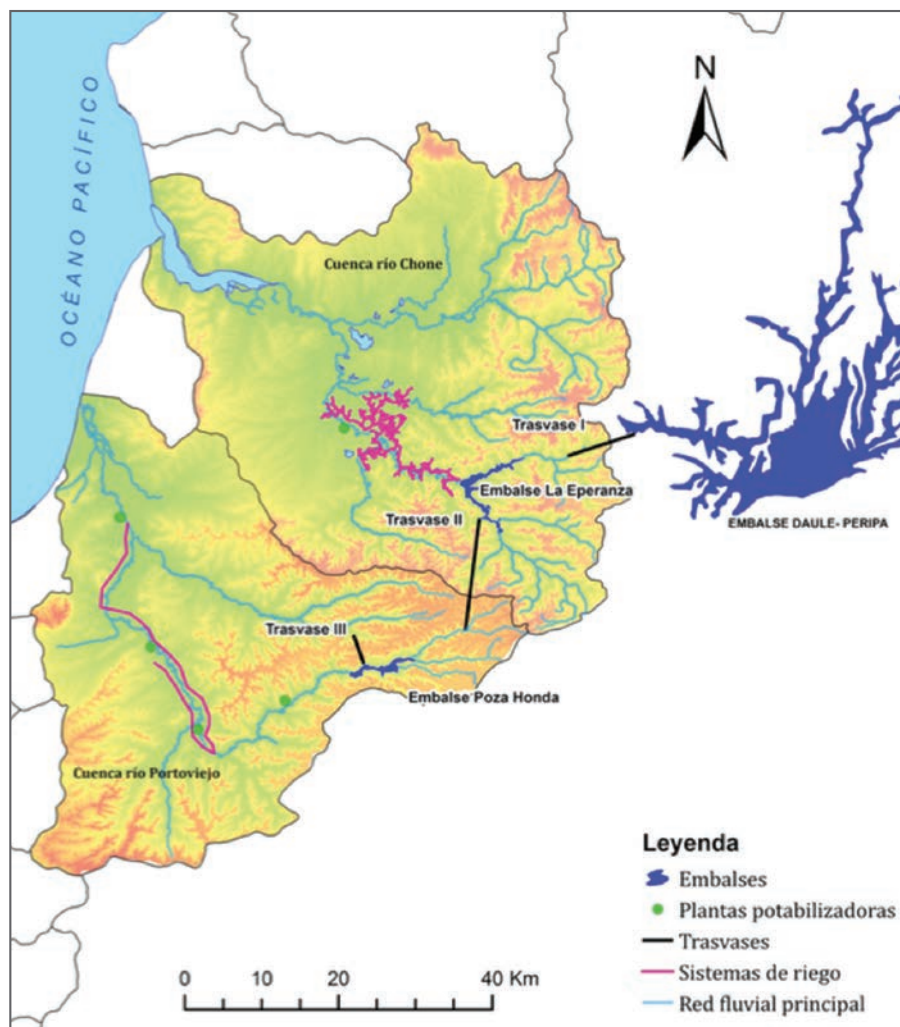 OCÉANO PACÍFICO
N
Cuenca río Chone
Trasvase I
Embalse La Eperanza
Trasvase II
EMBALSE DAULE- PERIPA
Trasvase III
Embalse Poza Honda
Cuenca río Portoviejo
Leyenda
Embalses
Plantas potabilizadoras
Trasvases
Sistemas de riego
Red fluvial principal
0 10 20 40 Km